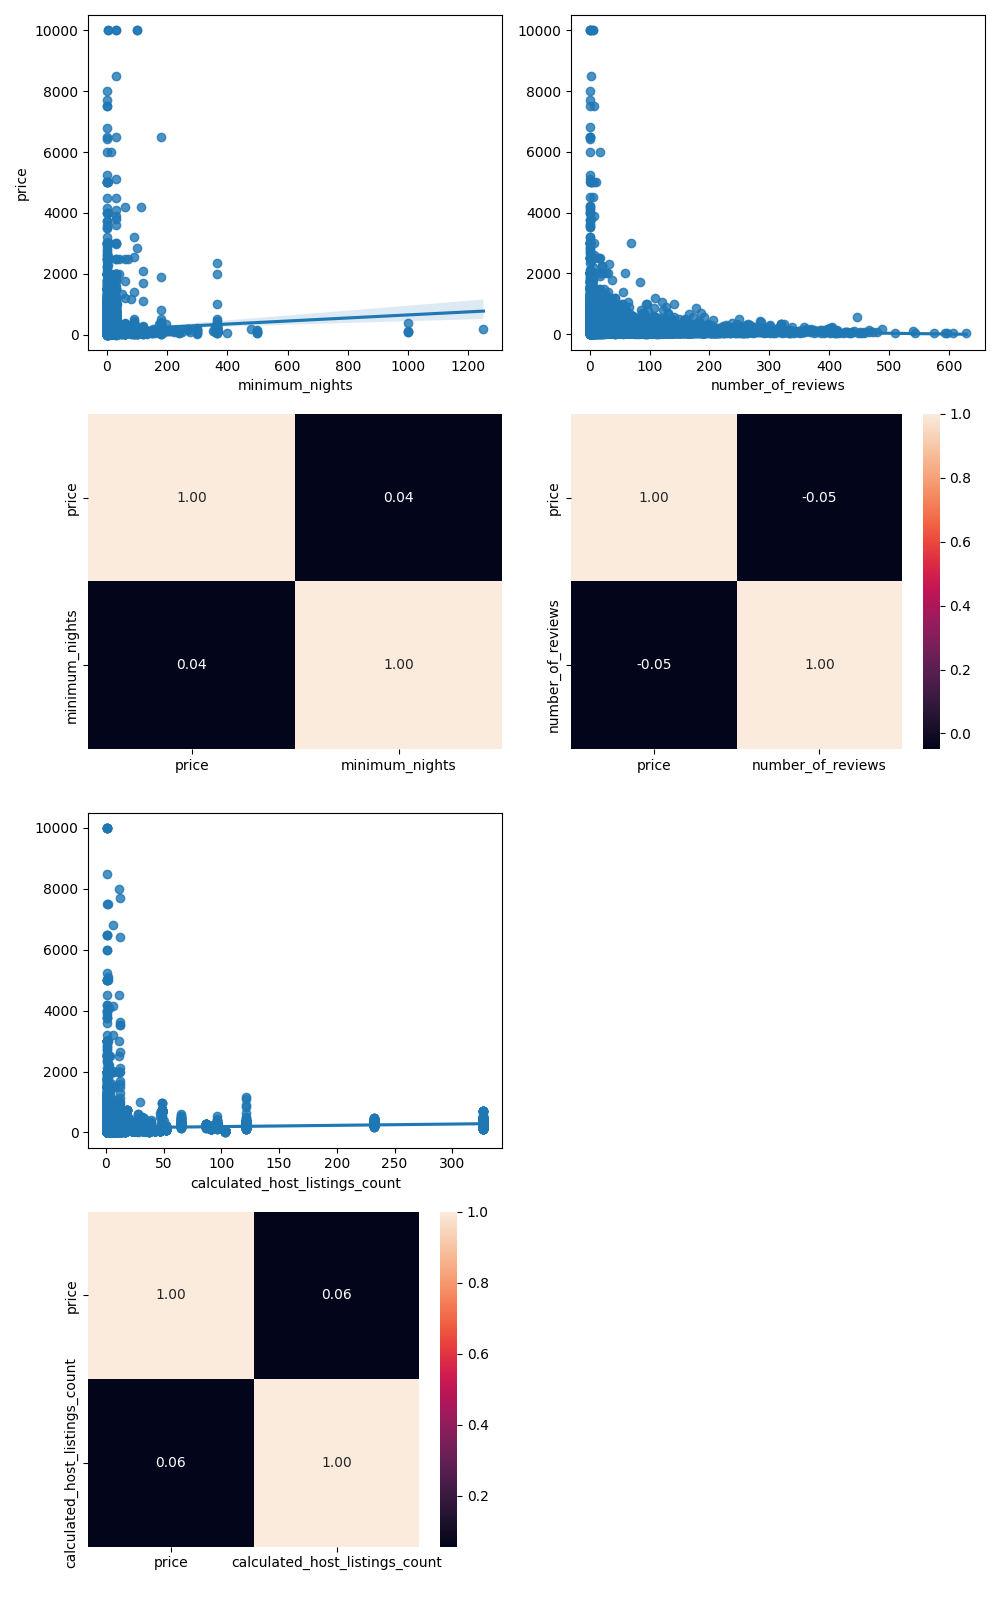 10000
8000
6000
4000
2000
0
price
0 200 400 600 800 1000 1200
minimum_nights
10000
8000
6000
4000
2000
0
0 100 200 300 400 500 600
number_of_reviews
price
minimum_nights
1.00 0.04
0.04 1.00
price minimum_nights
price
number_of_reviews
1.00 -0.05
-0.05 1.00
price number_of_reviews
1.0
0.8
0.6
0.4
0.2
0.0
10000
8000
6000
4000
2000
0
0 50 100 150 200 250 300
calculated_host_listings_count
price
calculated_host_listings_count
1.00 0.06
0.06 1.00
price calculated_host_listings_count
1.0
0.8
0.6
0.4
0.2